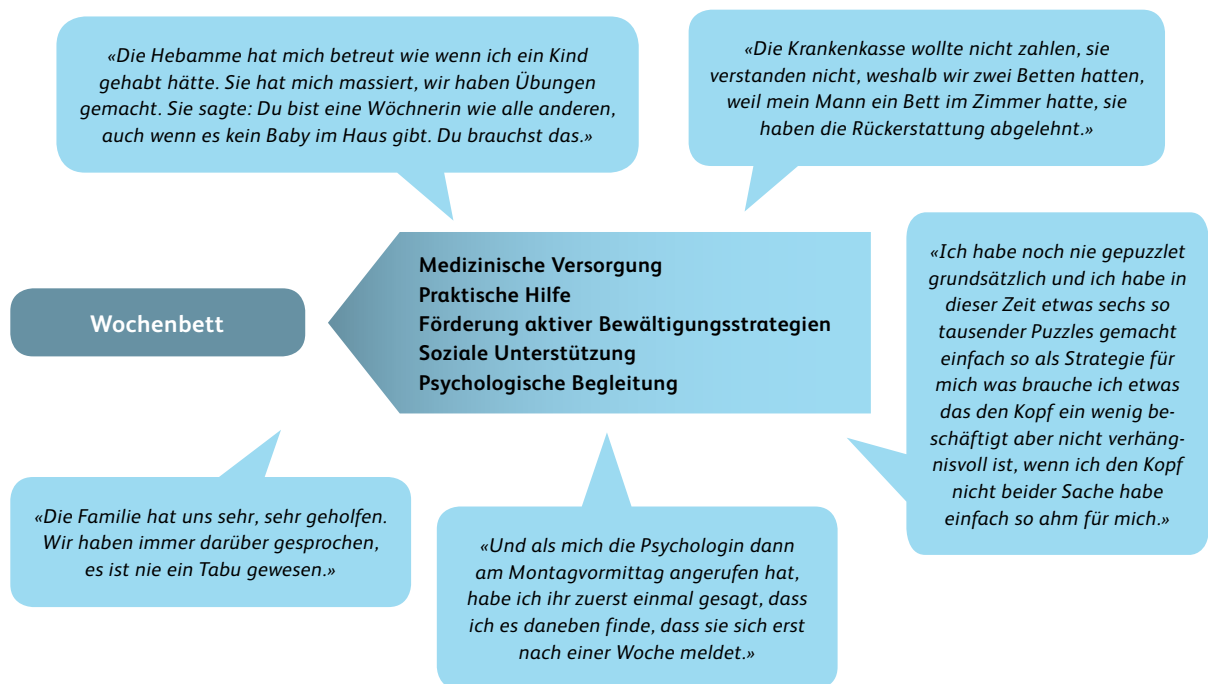 «Die Hebamme hat mich betreut wie wenn ich ein Kind
gehabt hätte. Sie hat mich massiert, wir haben Übungen
gemacht. Sie sagte: Du bist eine Wöchnerin wie alle anderen,
auch wenn es kein Baby im Haus gibt. Du brauchst das.»
«Die Krankenkasse wollte nicht zahlen, sie
verstanden nicht, weshalb wir zwei Betten hatten,
weil mein Mann ein Bett im Zimmer hatte, sie
haben die Rückerstattung abgelehnt.»
Wochenbett
Medizinische Versorgung
Praktische Hilfe
Förderung aktiver Bewältigungsstrategien
Soziale Unterstützung
Psychologische Begleitung
«Ich habe noch nie gepuzzlet
grundsätzlich und ich habe in
dieser Zeit etwas sechs so
tausender Puzzles gemacht
einfach so als Strategie für
mich was brauche ich etwas
das den Kopf ein wenig be-
schäftigt aber nicht verhäng-
nisvoll ist, wenn ich den Kopf
nicht beider Sache habe
einfach so ahm für mich.»
«Die Familie hat uns sehr, sehr geholfen.
Wir haben immer darüber gesprochen,
es ist nie ein Tabu gewesen.»
«Und als mich die Psychologin dann
am Montagvormittag angerufen hat,
habe ich ihr zuerst einmal gesagt, dass
ich es daneben finde, dass sie sich erst
nach einer Woche meldet.»